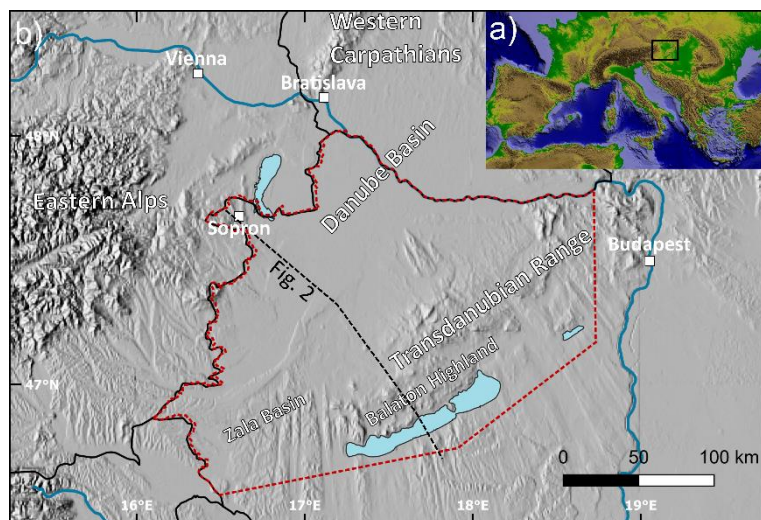 b)
Western
Carpathians
a)
Vienna
Bratislava
48°N
Danube Basin
Eastern Alps
Sopron
Budapest
Fig. 2
Transdanubian Range
47°N
Balaton Highland
Zala Basin
0 50 100 km
16°E 17°E 18°E 19°E